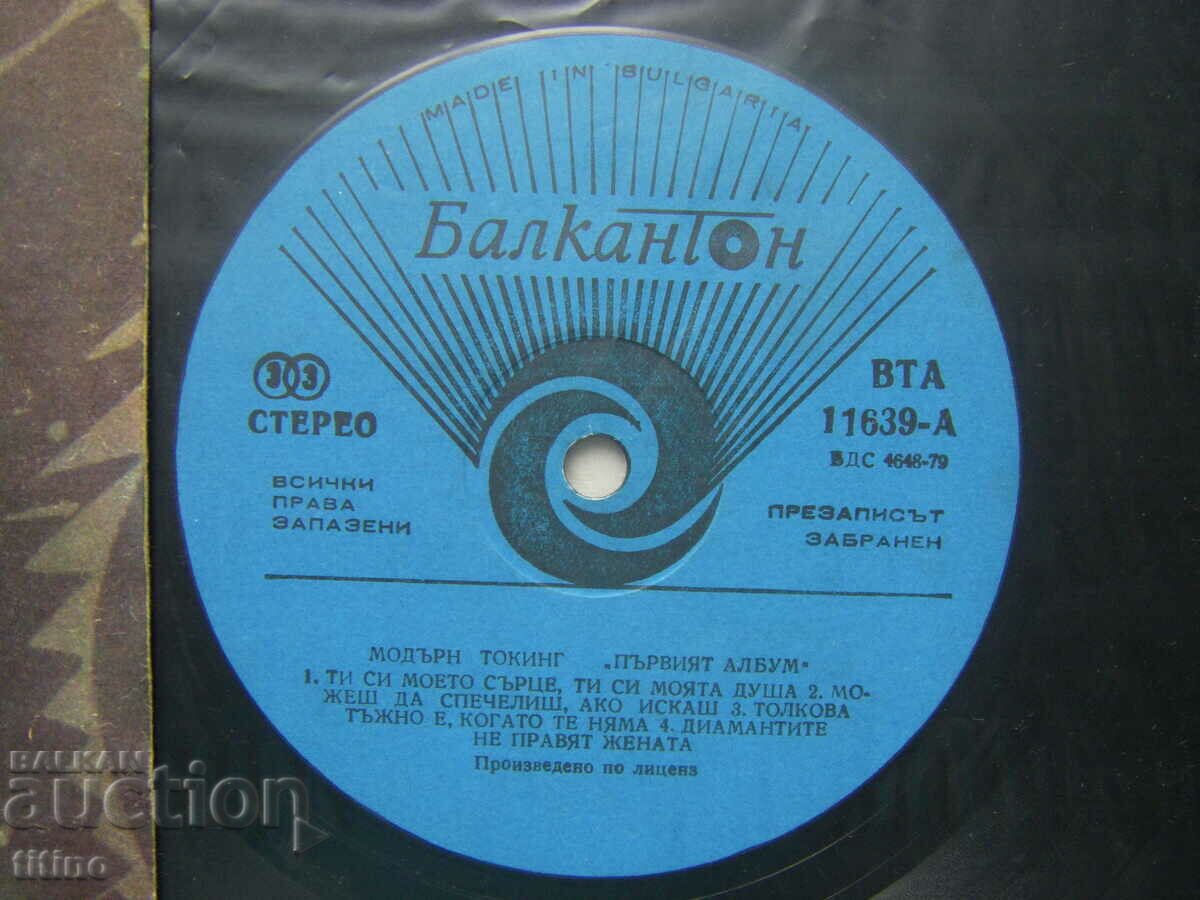 MADE IN BULGARIA
Балкантон
33
СТЕРЕО
ВТА
11639-А
БДС 4648-79
ВСИЧКИ
ПРАВА
ЗАПАЗЕНИ
ПРЕЗАПИСЪТ
ЗАБРАНЕН
МОДЪРН ТОКИНГ „ПЪРВИЯТ АЛБУМ"
1. ТИ СИ МОЕТО СЪРЦЕ, ТИ СИ МОЯТА ДУША 2. МО-
ЖЕШ ДА СПЕЧЕЛИШ, АКО ИСКАШ 3. ТОЛКОВА
ТЪЖНО Е, КОГАТО ТЕ НЯМА 4. ДИАМАНТИТЕ
НЕ ПРАВЯТ ЖЕНАТА
Произведено по лиценз
BALKAN
auction
titino